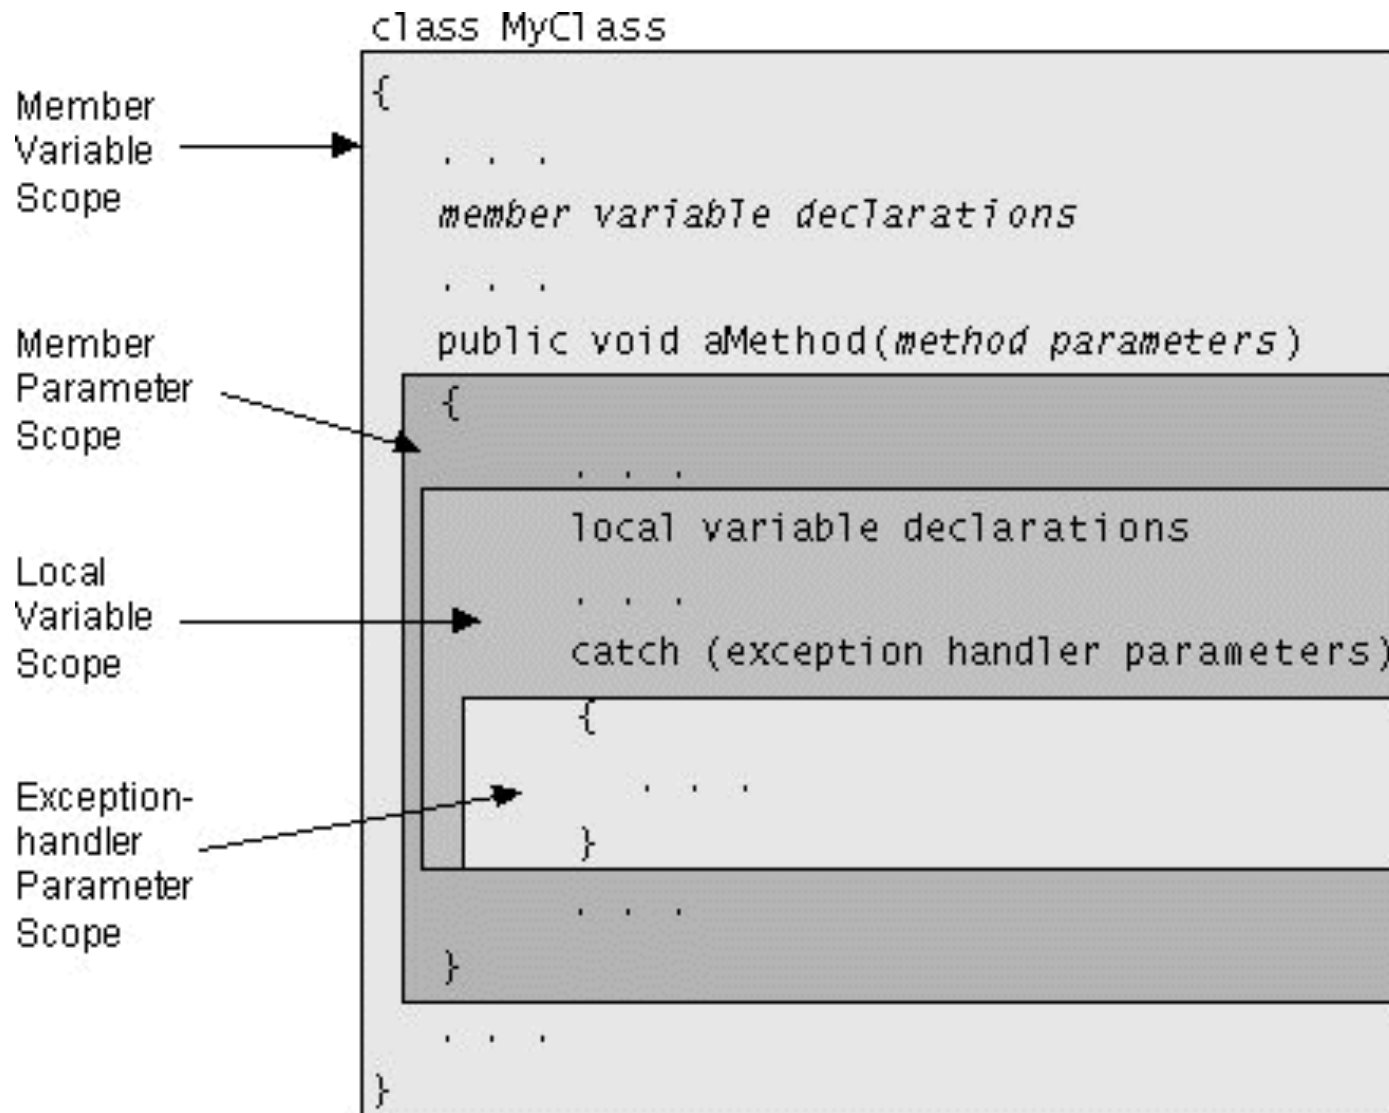 class MyClass
{
. . .
member variable declarations
. . .
public void aMethod(method parameters)
{
. . .
local variable declarations
. . .
catch (exception handler parameters)
{
. . .
}
. . .
}
. . .
}
Member
Variable
Scope
Member
Parameter
Scope
Local
Variable
Scope
Exception-
handler
Parameter
Scope